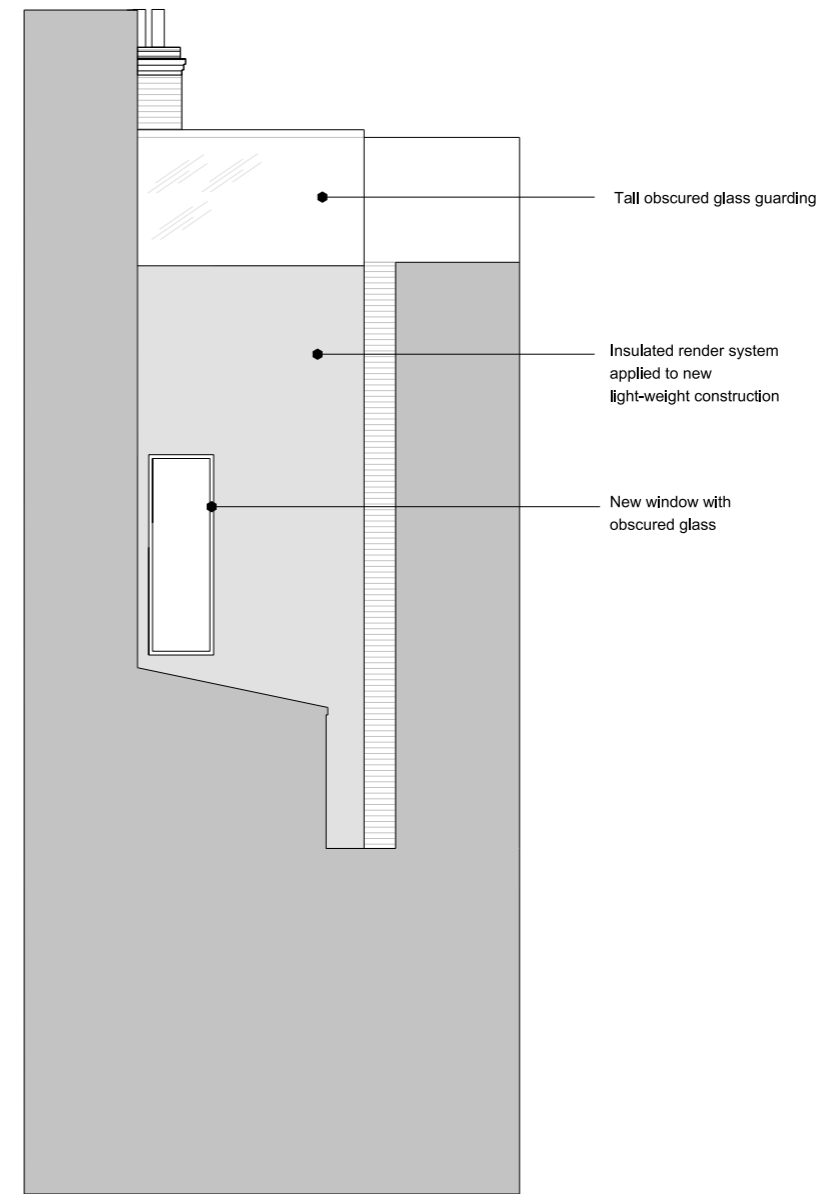 Tall obscured glass guarding
Insulated render system
applied to new
light-weight construction
New window with
obscured glass